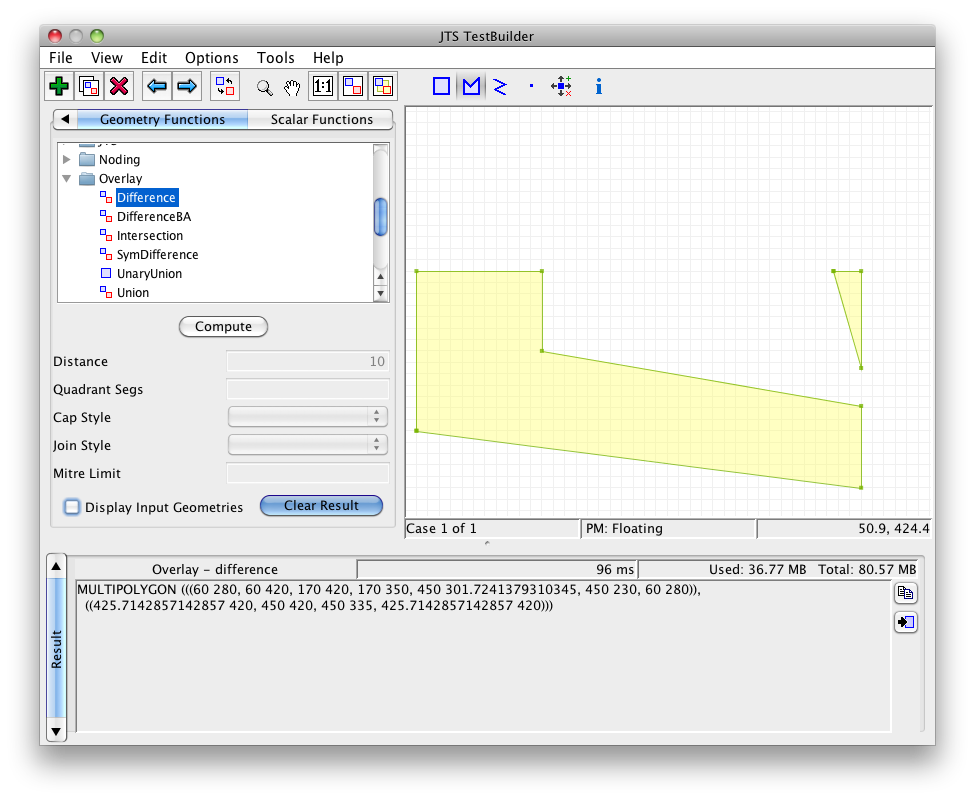 JTS TestBuilder
File View Edit Options Tools Help
1:1
Geometry Functions Scalar Functions
Noding
Overlay
Difference
DifferenceBA
Intersection
SymDifference
UnaryUnion
Union
Compute
Distance 10
Quadrant Segs
Cap Style
Join Style
Mitre Limit
Display Input Geometries Clear Result
Case 1 of 1 PM: Floating 50.9, 424.4
Overlay - difference 96 ms Used: 36.77 MB Total: 80.57 MB
Result
MULTIPOLYGON (((60 280, 60 420, 170 420, 170 350, 450 301.7241379310345, 450 230, 60 280)),
((425.7142857142857 420, 450 420, 450 335, 425.7142857142857 420)))